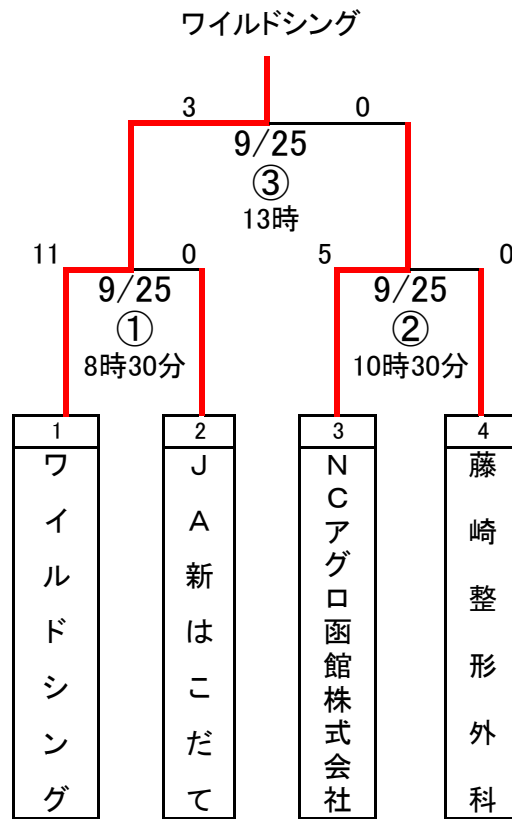 ワイルドシング
3 0
9/25
③
13時
11 0 5 0
9/25 9/25
① ②
8時30分 10時30分
1 2 3 4
ワイルドシング
JA新はこだて
NCアグロ函館株式会社
藤崎整形外科